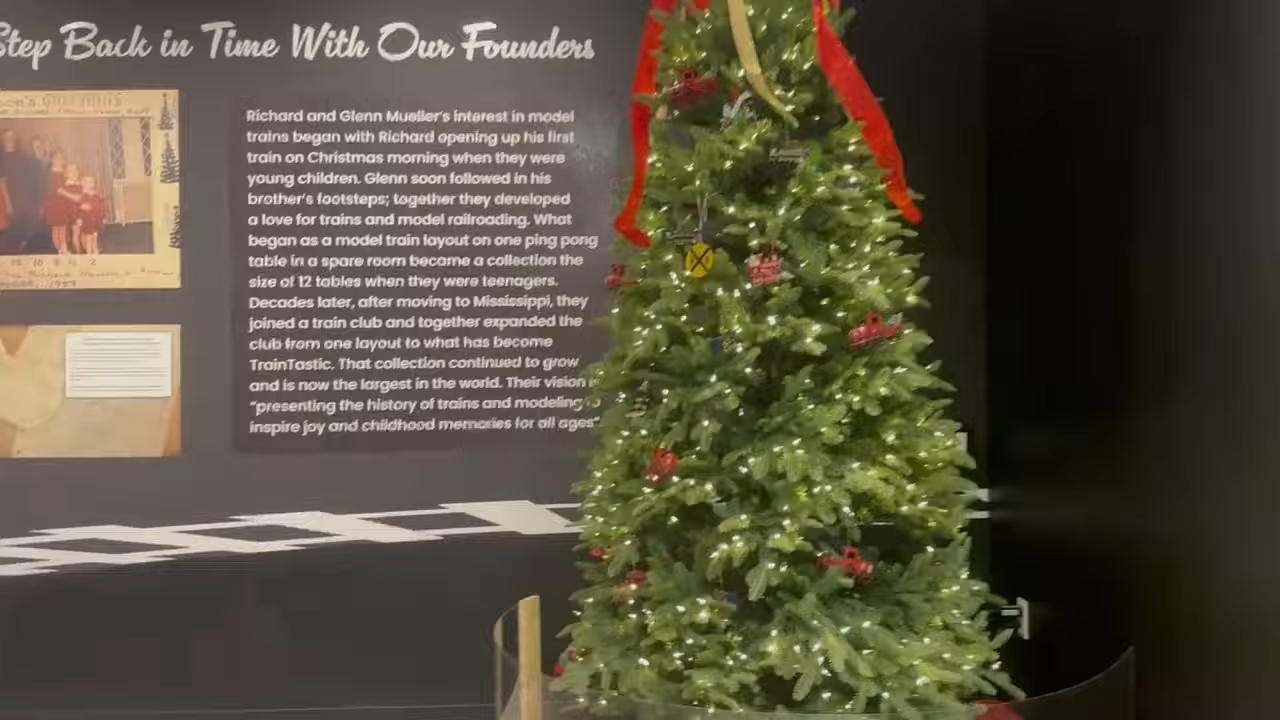 Step Back in Time With Our Founders
Richard and Glenn Mueller's interest in model
trains began with Richard opening up his first
train on Christmas morning when they were
young children. Glenn soon followed in his
brother's footsteps; together they developed
a love for trains and model railroading. What
began as a model train layout on one ping pong
table in a spare room became a collection the
size of 12 tables when they were teenagers.
Decades later, after moving to Mississippi, they
joined a train club and together expanded the
club from one layout to what has become
TrainTastic. That collection continued to grow
and is now the largest in the world. Their vision
"presenting the history of trains and modeling
inspire joy and childhood memories for all ages"